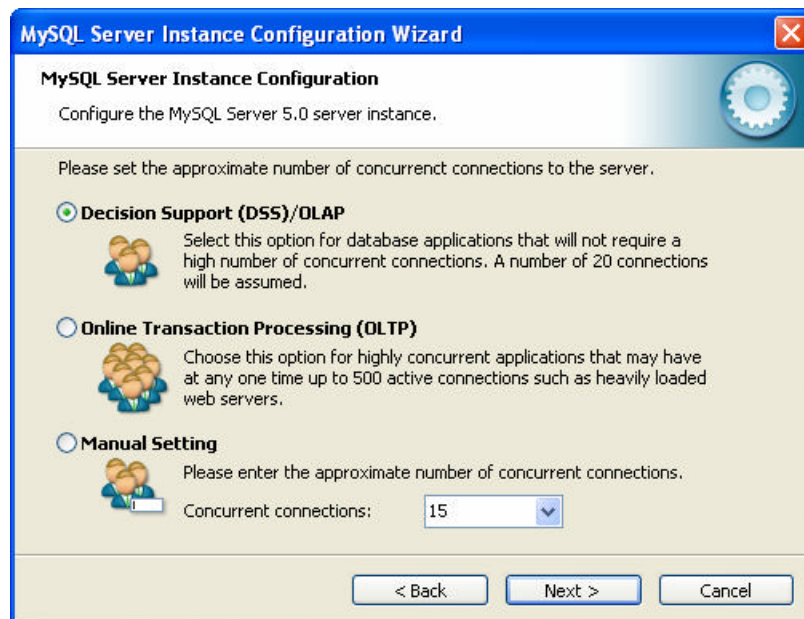 MySQL Server Instance Configuration Wizard
MySQL Server Instance Configuration
Configure the MySQL Server 5.0 server instance.
Please set the approximate number of concurrenct connections to the server.
Decision Support (DSS)/OLAP
Select this option for database applications that will not require a
high number of concurrent connections. A number of 20 connections
will be assumed.
Online Transaction Processing (OLTP)
Choose this option for highly concurrent applications that may have
at any one time up to 500 active connections such as heavily loaded
web servers.
Manual Setting
Please enter the approximate number of concurrent connections.
Concurrent connections: 15
< Back Next > Cancel